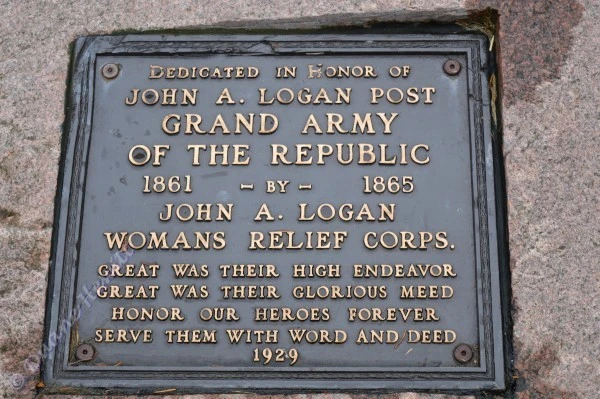 DEDICATED IN HONOR OF
JOHN A. LOGAN POST
GRAND ARMY
OF THE REPUBLIC
1861 - BY - 1865
JOHN A. LOGAN
WOMANS RELIEF CORPS.
GREAT WAS THEIR HIGH ENDEAVOR
GREAT WAS THEIR GLORIOUS MEED
HONOR OUR HEROES FOREVER
SERVE THEM WITH WORD AND DEED
1929